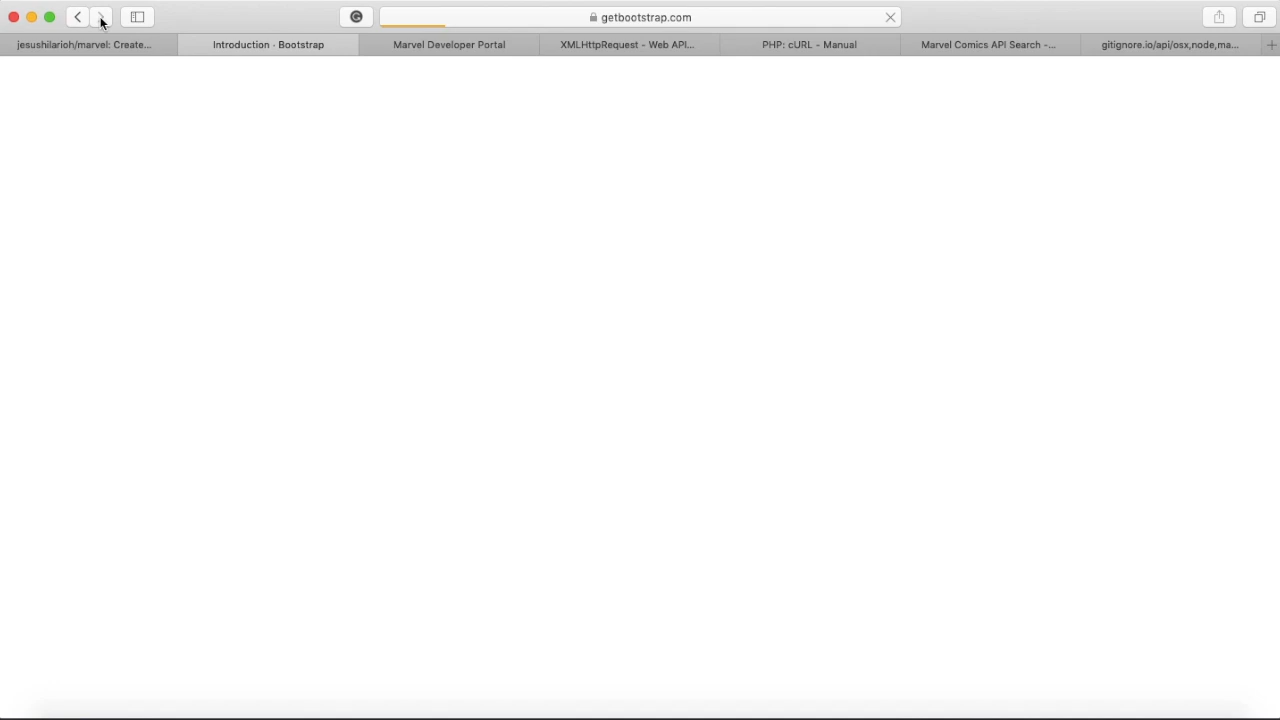 getbootstrap.com
jesushilarioh/marvel: Create...
Introduction · Bootstrap
Marvel Developer Portal
XMLHttpRequest - Web API...
PHP: cURL - Manual
Marvel Comics API Search -...
gitignore.io/api/osx,node,ma...